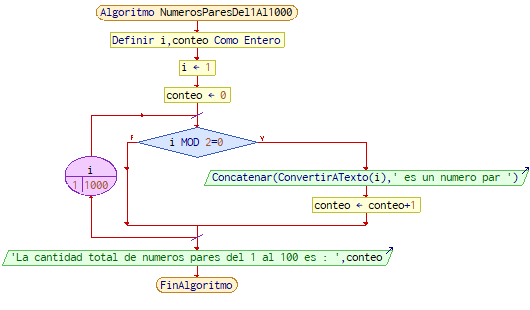 Algoritmo NumerosParesDel1Al1000
Definir i,conteo Como Entero
i ← 1
conteo ← 0
F
i MOD 2=0
V
i
1 1000
Concatenar(ConvertirATexto(i),' es un numero par ')
conteo ← conteo+1
'La cantidad total de numeros pares del 1 al 100 es : ',conteo
FinAlgoritmo